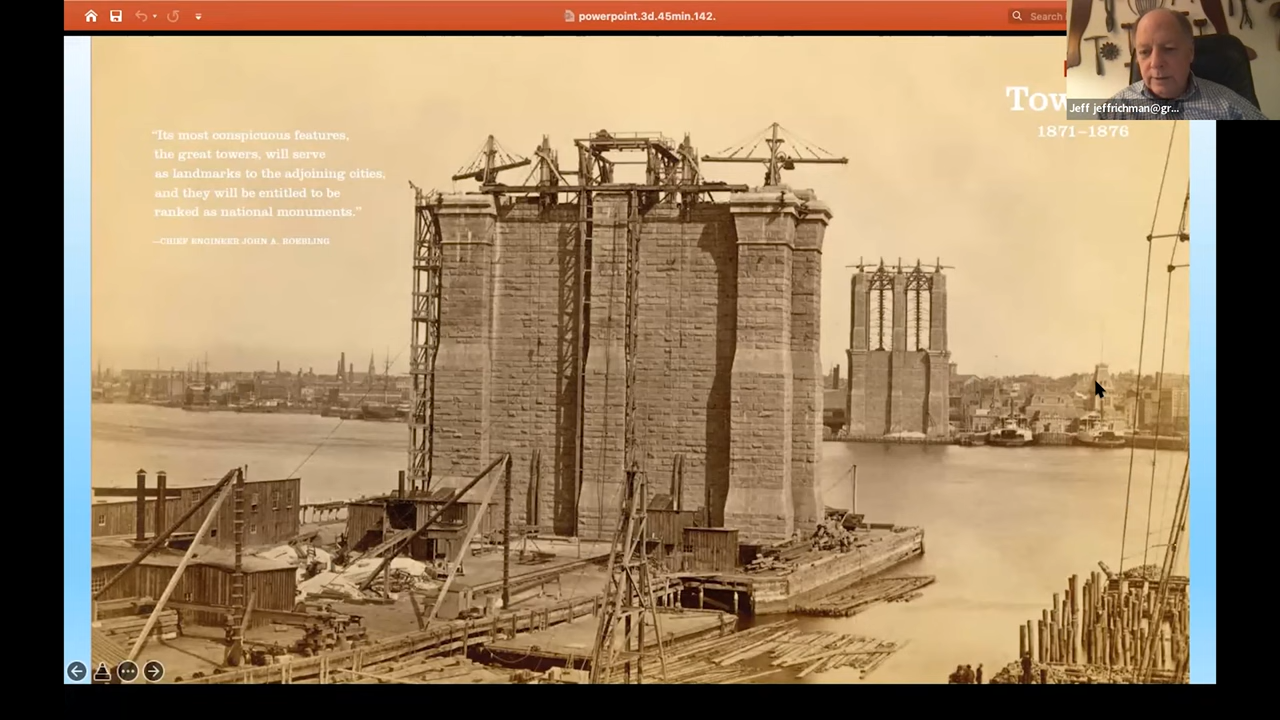 powerpoint.3d.45min.142.
Search
Jeff jeffrichman@gr...
Tow
1871–1876
“Its most conspicuous features,
the great towers, will serve
as landmarks to the adjoining cities,
and they will be entitled to be
ranked as national monuments.”
—CHIEF ENGINEER JOHN A. ROEBLING